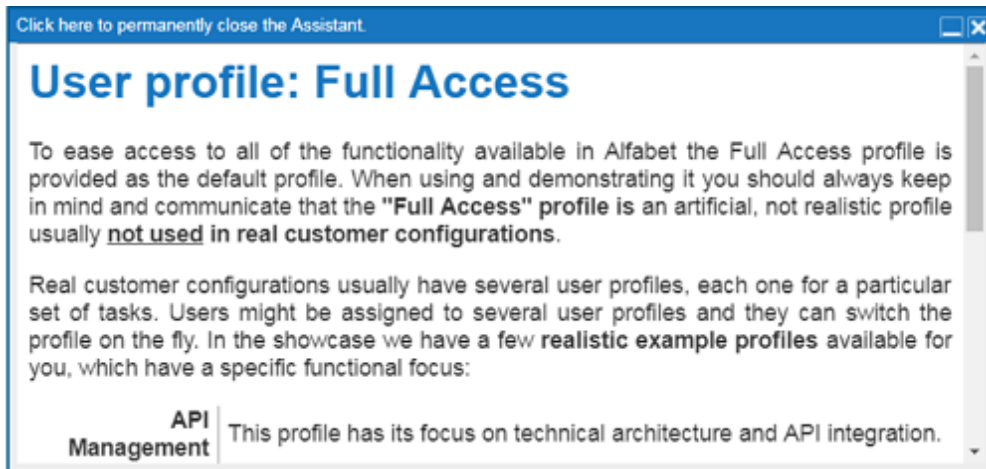 Click here to permanently close the Assistant.
User profile: Full Access
To ease access to all of the functionality available in Alfabet the Full Access profile is
provided as the default profile. When using and demonstrating it you should always keep
in mind and communicate that the "Full Access" profile is an artificial, not realistic profile
usually not used in real customer configurations.
Real customer configurations usually have several user profiles, each one for a particular
set of tasks. Users might be assigned to several user profiles and they can switch the
profile on the fly. In the showcase we have a few realistic example profiles available for
you, which have a specific functional focus:
API
Management
This profile has its focus on technical architecture and API integration.